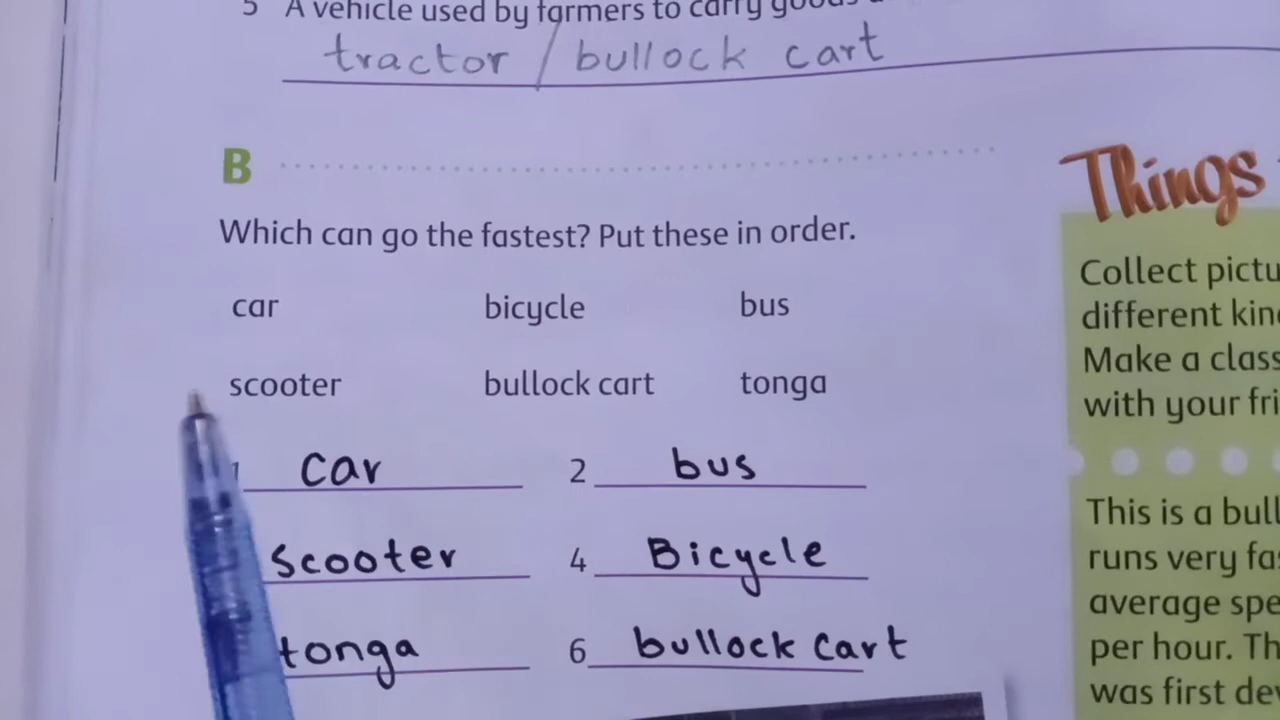 5 A vehicle used by farmers to carry goods
tractor / bullock cart
B
Which can go the fastest? Put these in order.
car bicycle bus
scooter bullock cart tonga
1 car 2 bus
scooter 4 Bicycle
tonga 6 bullock cart
Things
Collect pictu
different kin
Make a class
with your fri
This is a bull
runs very fa
average spe
per hour. Th
was first dev